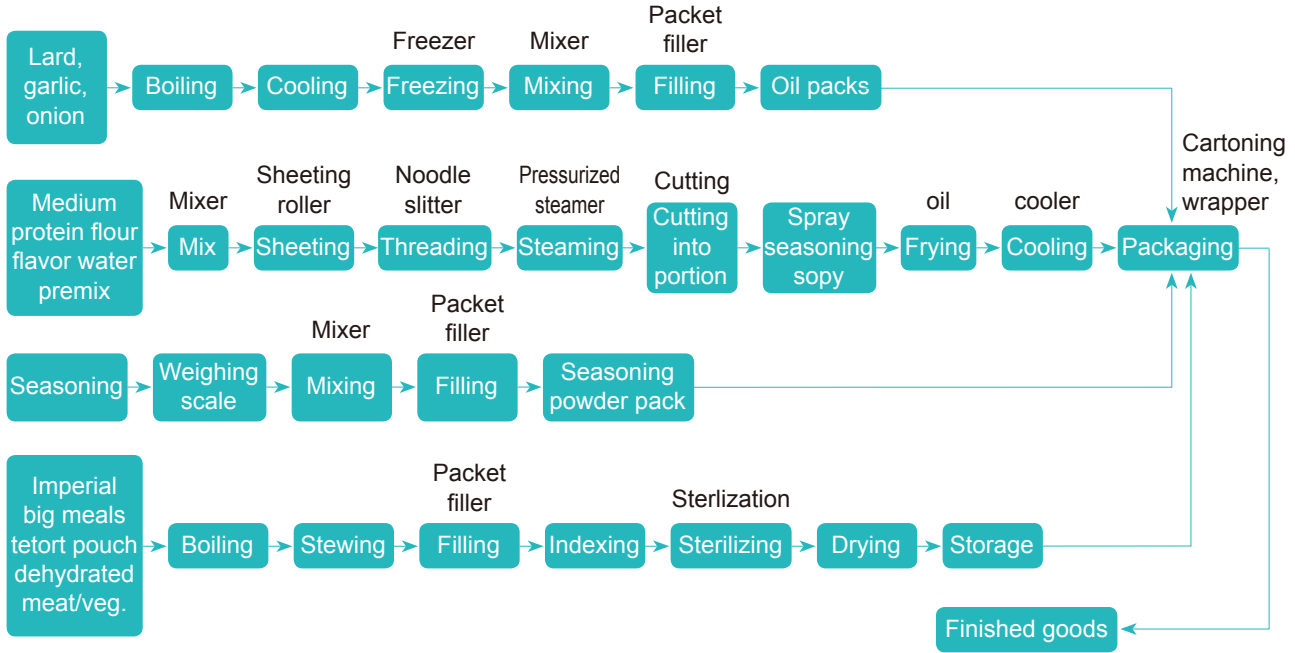 Lard,
garlic,
onion
Boiling
Cooling
Freezer
Freezing
Mixer
Mixing
Packet
filler
Filling
Oil packs
Medium
protein flour
flavor water
premix
Mixer
Mix
Sheeting
roller
Sheeting
Noodle
slitter
Threading
Pressurized
steamer
Steaming
Cutting
Cutting
into
portion
Spray
seasoning
sopy
oil
Frying
cooler
Cooling
Cartoning
machine,
wrapper
Packaging
Seasoning
Weighing
scale
Mixer
Mixing
Packet
filler
Filling
Seasoning
powder pack
Imperial
big meals
tetort pouch
dehydrated
meat/veg.
Boiling
Stewing
Packet
filler
Filling
Indexing
Sterlization
Sterilizing
Drying
Storage
Finished goods